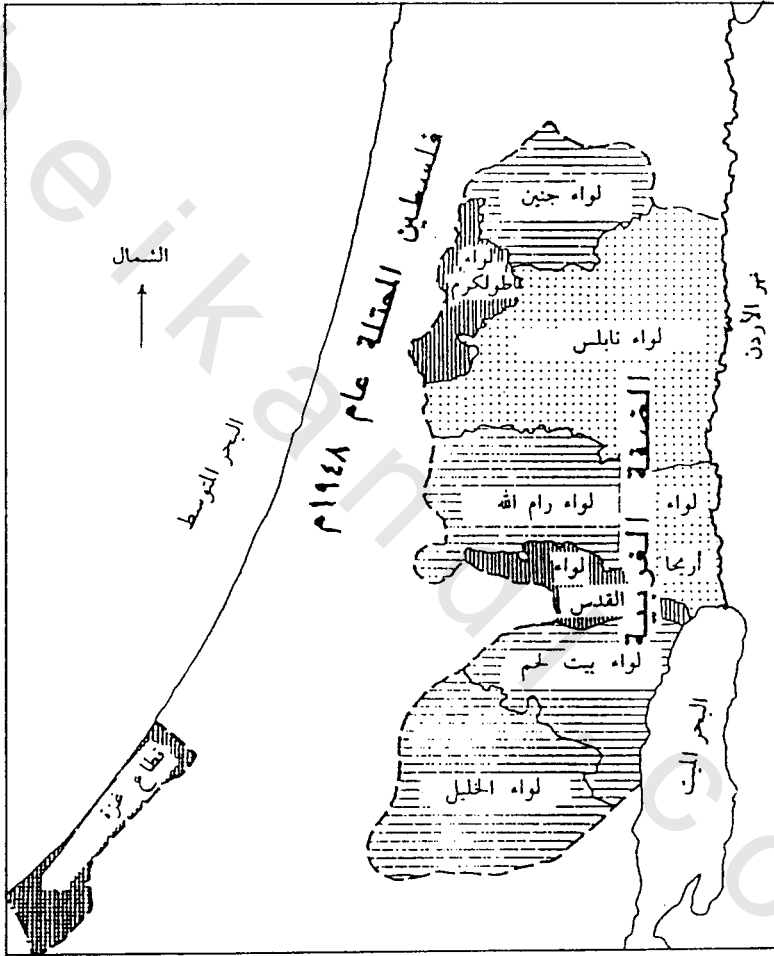 فلسطين المحتلة عام ١٩٤٨م
لواء جنين
لواء
طولكرم
الشمال
نهر الأردن
لواء نابلس
البحر المتوسط
الضفة الغربية
لواء رام الله
لواء
أريحا
لواء
القدس
لواء بيت لحم
البحر الميت
قطاع غزة
لواء الخليل